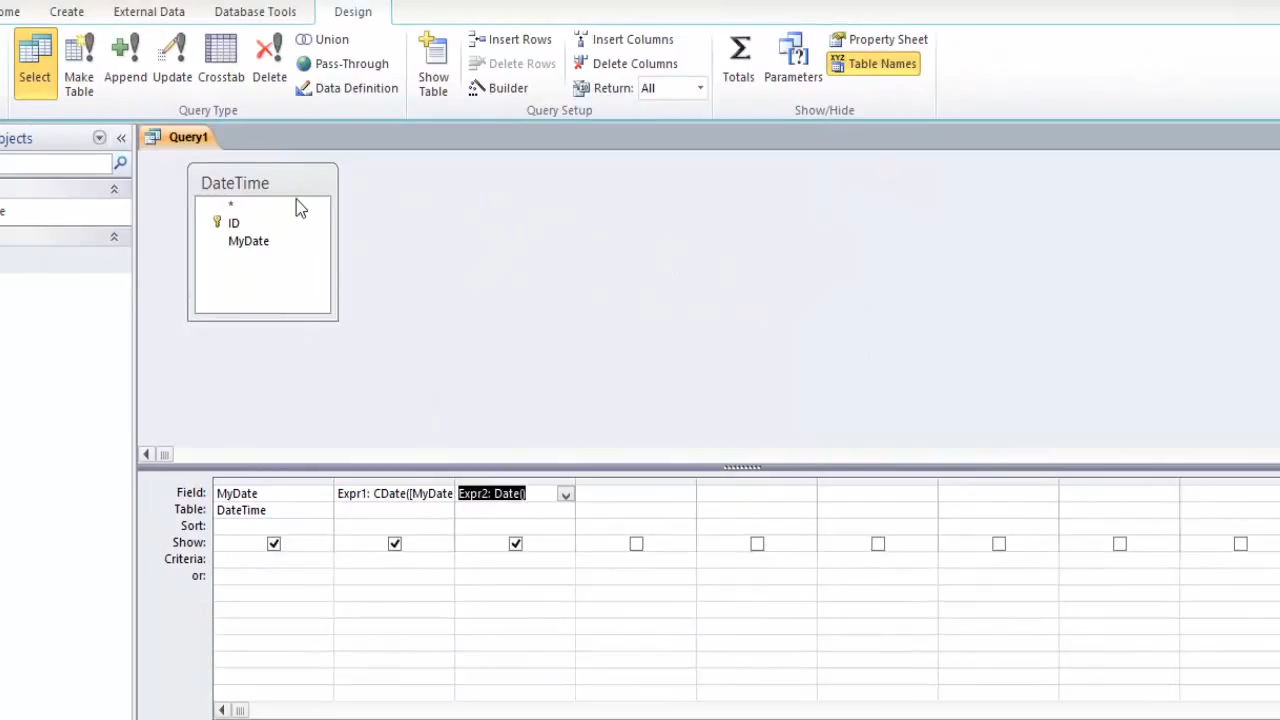 ome Create External Data Database Tools Design
Select
Make Table
Append
Update
Crosstab
Delete
Union
Pass-Through
Data Definition
Query Type
Show Table
Insert Rows
Delete Rows
Builder
Insert Columns
Delete Columns
Return: All
Query Setup
Totals
Parameters
Property Sheet
XYZ Table Names
Show/Hide
bjects «
Query1
e
DateTime
*
ID
MyDate
Field: MyDate Expr1: CDate([MyDate Expr2: Date()
Table: DateTime
Sort:
Show:
Criteria:
or: